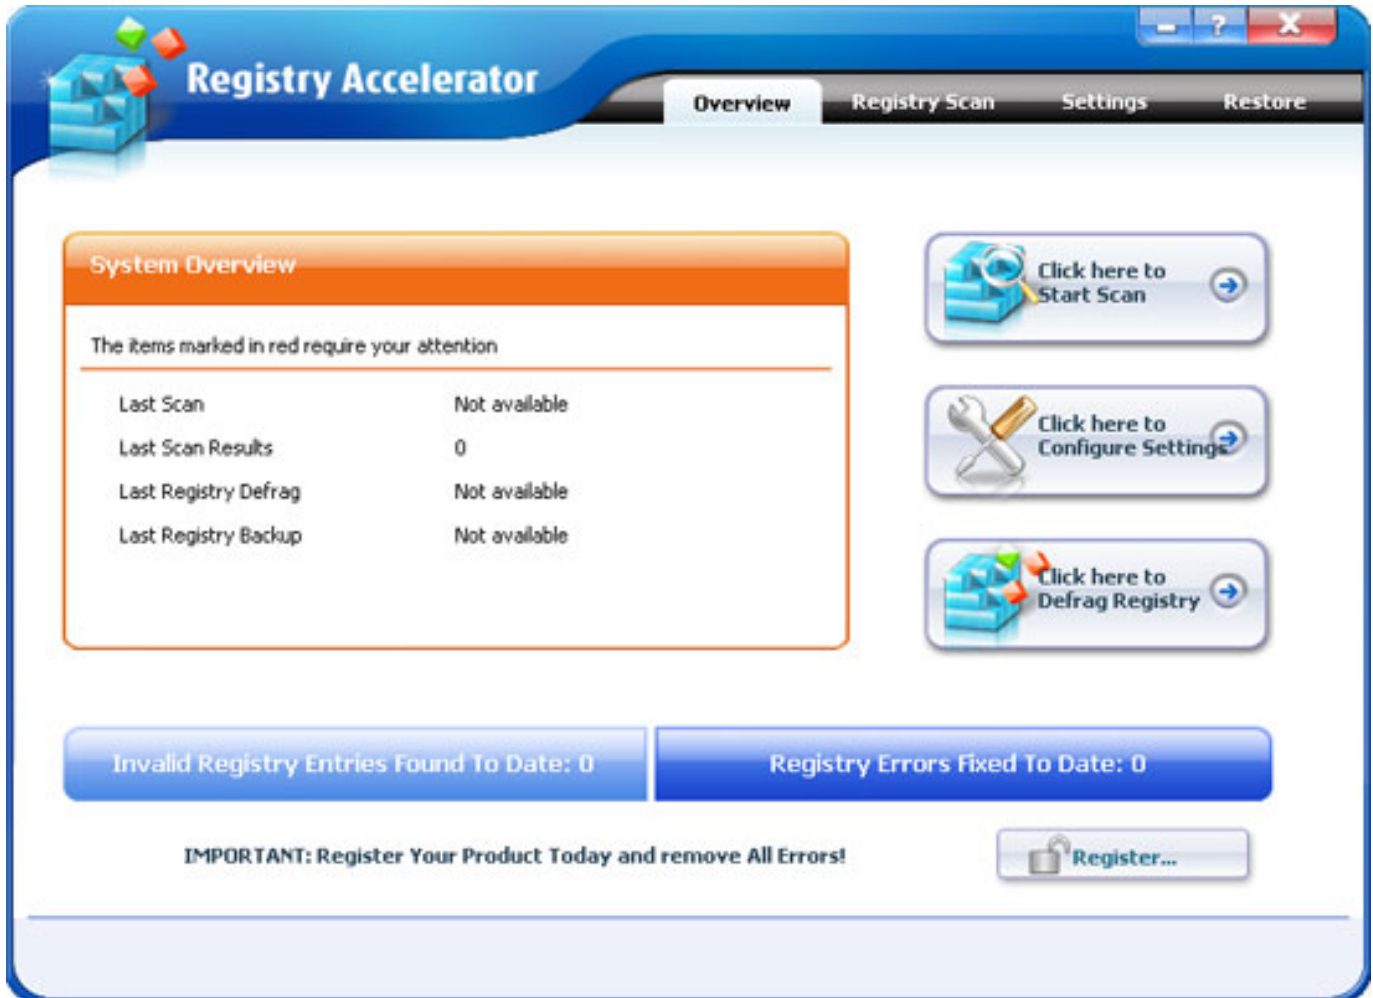 Registry Accelerator
Overview Registry Scan Settings Restore
System Overview
The items marked in red require your attention
Last Scan Not available
Last Scan Results 0
Last Registry Defrag Not available
Last Registry Backup Not available
Click here to
Start Scan
Click here to
Configure Settings
Click here to
Defrag Registry
Invalid Registry Entries Found To Date: 0
Registry Errors Fixed To Date: 0
IMPORTANT: Register Your Product Today and remove All Errors!
Register...